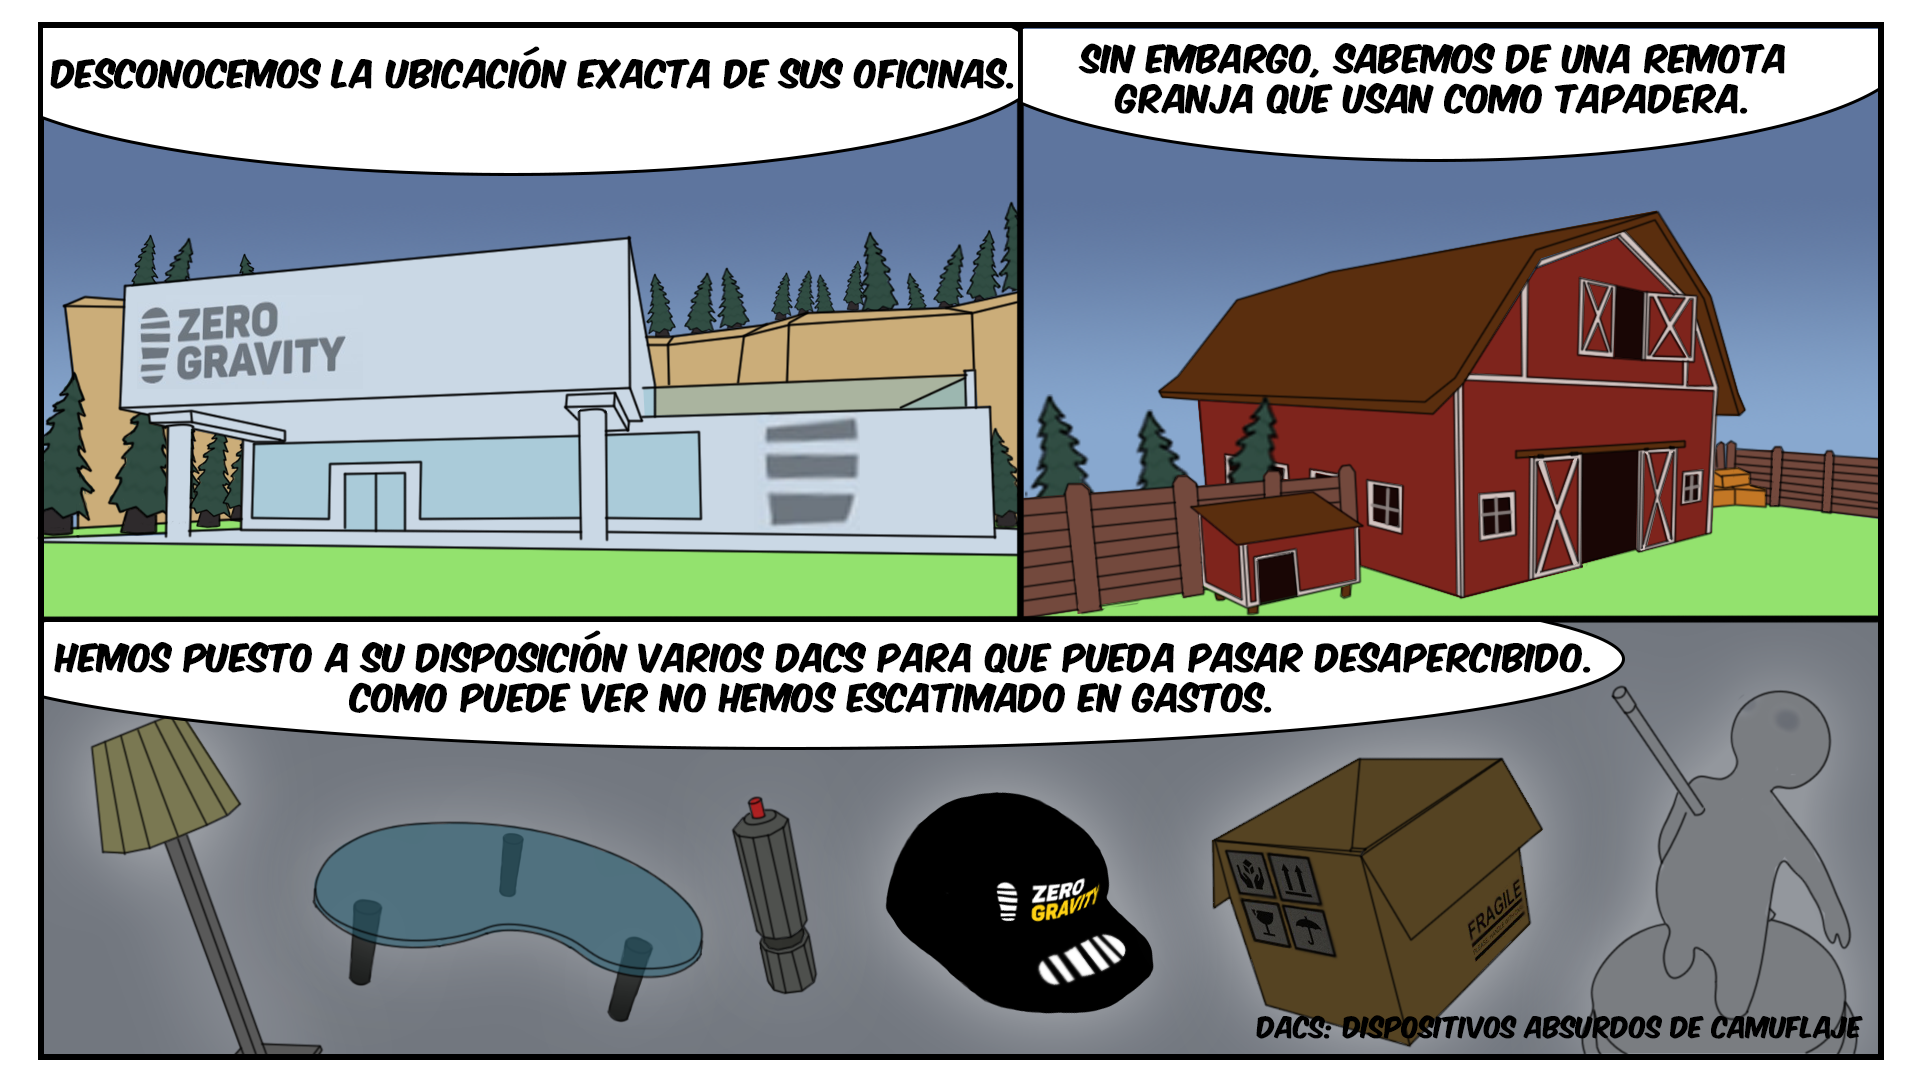 DESCONOCEMOS LA UBICACIÓN EXACTA DE SUS OFICINAS.
ZERO
GRAVITY
SIN EMBARGO, SABEMOS DE UNA REMOTA
GRANJA QUE USAN COMO TAPADERA.
HEMOS PUESTO A SU DISPOSICIÓN VARIOS DACS PARA QUE PUEDA PASAR DESAPERCIBIDO.
COMO PUEDE VER NO HEMOS ESCATIMADO EN GASTOS.
ZERO
GRAVITY
FRAGILE
DACS: DISPOSITIVOS ABSURDOS DE CAMUFLAJE